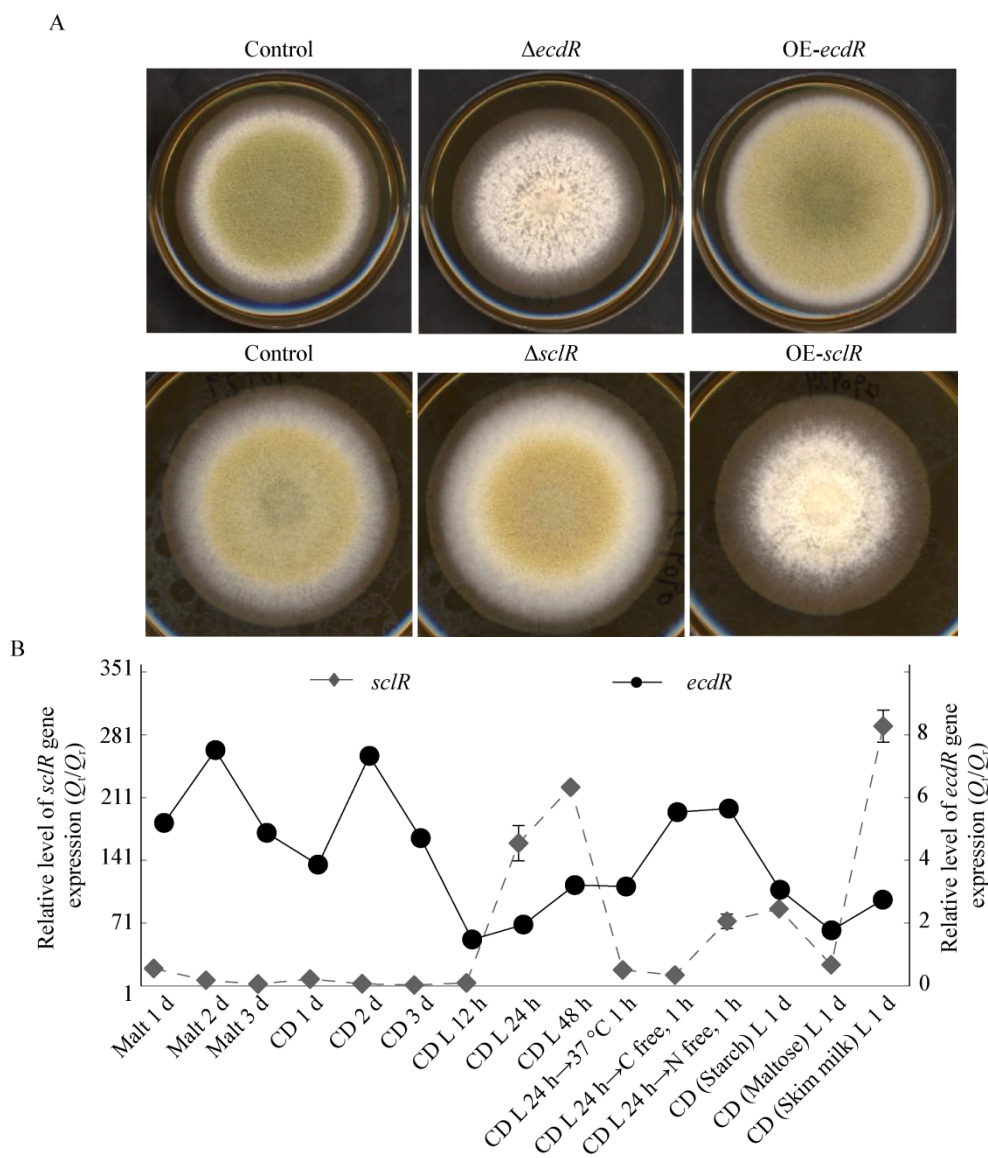 A
Control
ΔecdR
OE-ecdR
Control
ΔsclR
OE-sclR
B
351
281
211
141
71
1
Relative level of sclR gene
expression (Qt/Qr)
sclR
ecdR
8
6
4
2
0
Relative level of ecdR gene
expression (Qt/Qr)
Malt 1 d
Malt 2 d
Malt 3 d
CD 1 d
CD 2 d
CD 3 d
CD L 12 h
CD L 24 h
CD L 48 h
CD L 24 h→37 °C 1 h
CD L 24 h→C free, 1 h
CD L 24 h→N free, 1 h
CD (Starch) L 1 d
CD (Maltose) L 1 d
CD (Skim milk) L 1 d